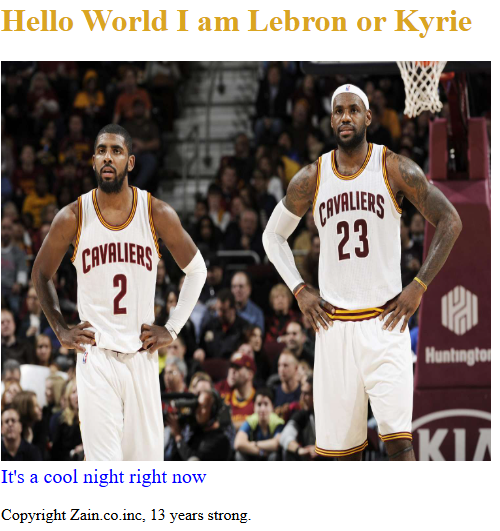 Hello World I am Lebron or Kyrie
CAVALIERS
2
CAVALIERS
23
Huntington
KIA
It's a cool night right now
Copyright Zain.co.inc, 13 years strong.